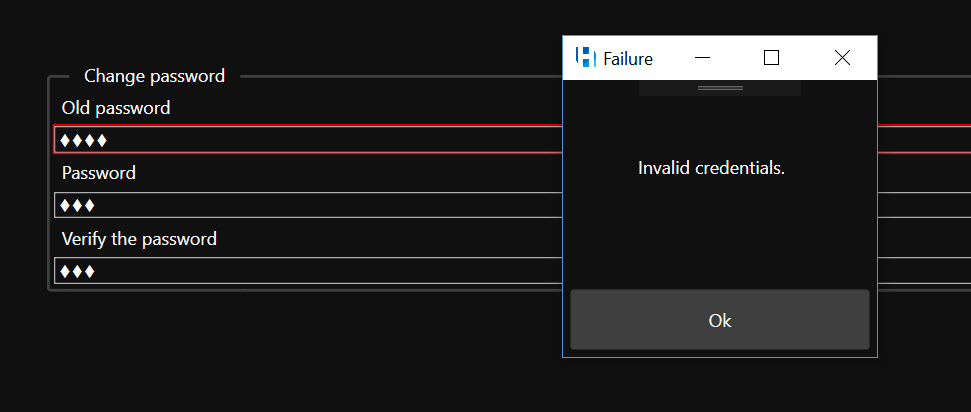 Change password
Old password
♦♦♦♦
Password
♦♦♦
Verify the password
♦♦♦
Failure
Invalid credentials.
Ok